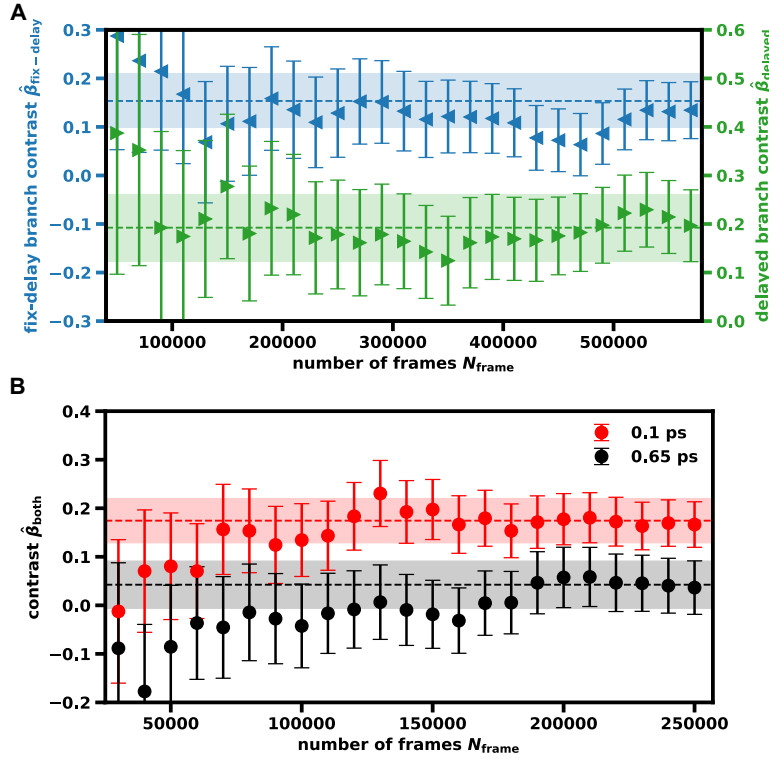 A
fix-delay branch contrast β̂fix−delay
0.3
0.2
0.1
0.0
−0.1
−0.2
−0.3
0.6
0.5
0.4
0.3
0.2
0.1
0.0
delayed branch contrast β̂delayed
100000 200000 300000 400000 500000
number of frames Nframe
B
contrast β̂both
0.4
0.3
0.2
0.1
0.0
−0.1
−0.2
0.1 ps
0.65 ps
50000 100000 150000 200000 250000
number of frames Nframe